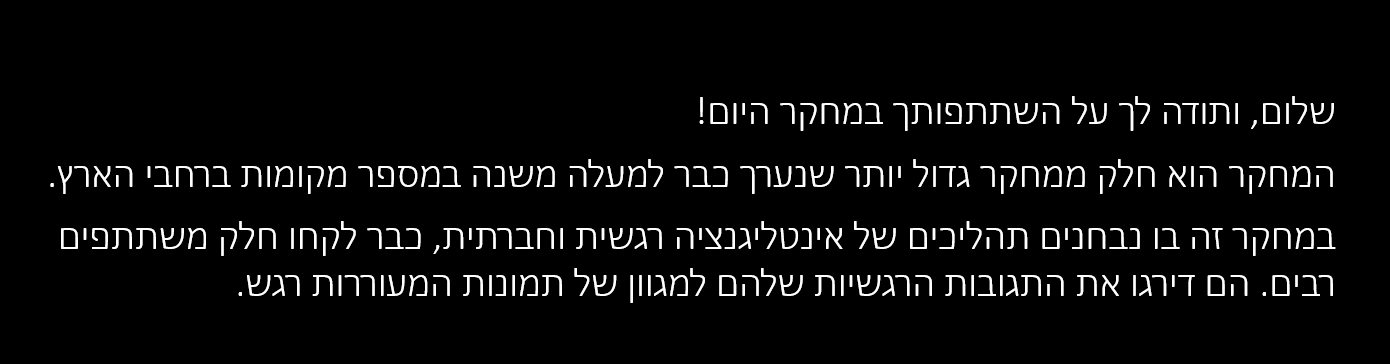 שלום, ותודה לך על השתתפותך במחקר היום!
המחקר הוא חלק ממחקר גדול יותר שנערך כבר למעלה משנה במספר מקומות ברחבי הארץ.
במחקר זה בו נבחנים תהליכים של אינטליגנציה רגשית וחברתית, כבר לקחו חלק משתתפים
רבים. הם דירגו את התגובות הרגשיות שלהם למגוון של תמונות המעוררות רגש.